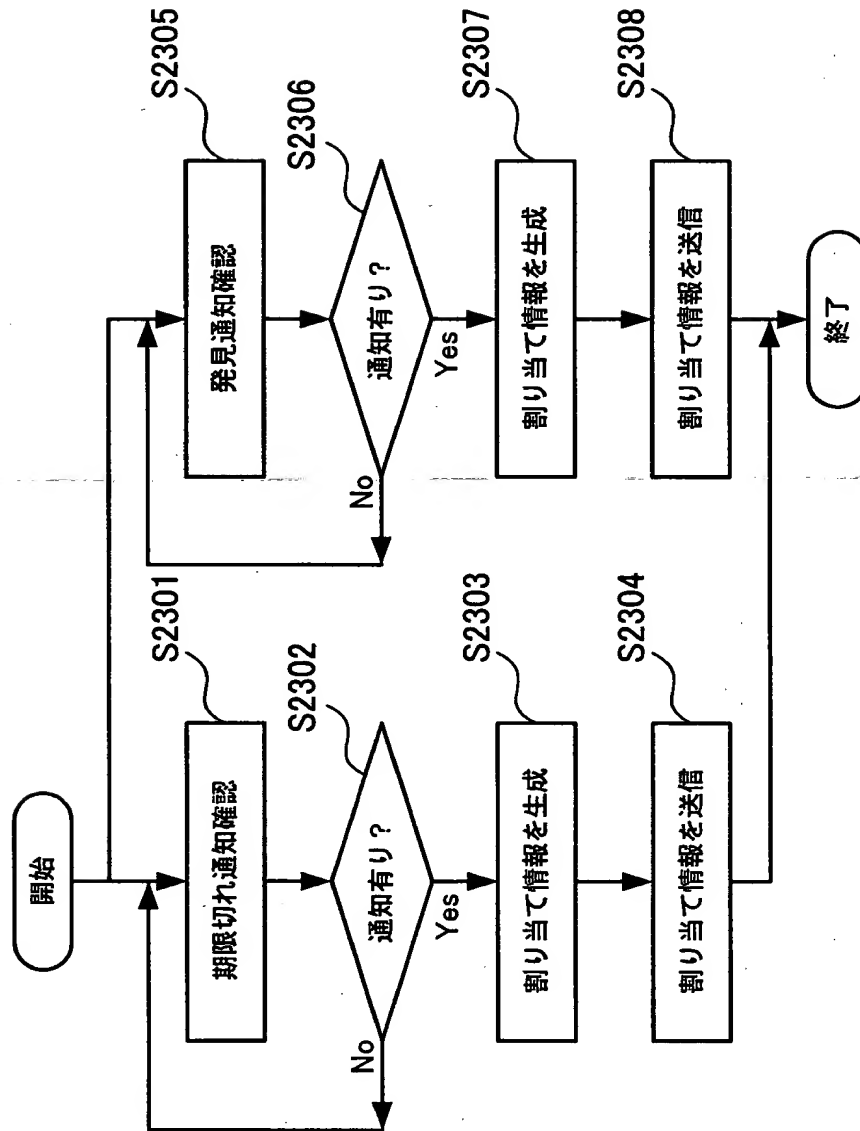 開始
期限切れ通知確認
S2301
通知有り?
S2302
No
Yes
割り当て情報を生成
S2303
割り当て情報を送信
S2304
発見通知確認
S2305
通知有り?
S2306
No
Yes
割り当て情報を生成
S2307
割り当て情報を送信
S2308
終了